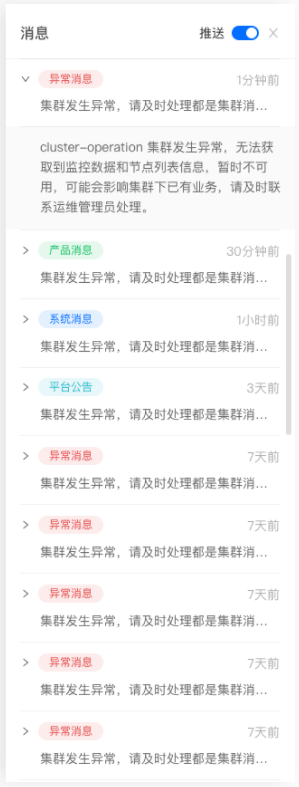 消息
推送
异常消息
1分钟前
集群发生异常，请及时处理都是集群消...
cluster-operation 集群发生异常，无法获
取到监控数据和节点列表信息，暂时不可
用，可能会影响集群下已有业务，请及时联
系运维管理员处理。
产品消息
30分钟前
集群发生异常，请及时处理都是集群消...
系统消息
1小时前
集群发生异常，请及时处理都是集群消...
平台公告
3天前
集群发生异常，请及时处理都是集群消...
异常消息
7天前
集群发生异常，请及时处理都是集群消...
异常消息
7天前
集群发生异常，请及时处理都是集群消...
异常消息
7天前
集群发生异常，请及时处理都是集群消...
异常消息
7天前
集群发生异常，请及时处理都是集群消...
异常消息
7天前
集群发生异常，请及时处理都是集群消...